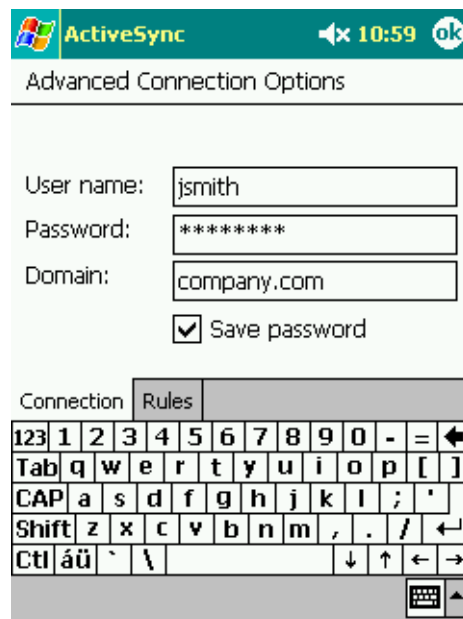 ActiveSync 10:59 ok
Advanced Connection Options
User name: jsmith
Password: ********
Domain: company.com
Save password
Connection Rules
123 1 2 3 4 5 6 7 8 9 0 - =
Tab q w e r t y u i o p [ ]
CAP a s d f g h j k l ; '
Shift z x c v b n m , . /
Ctl áü ` \